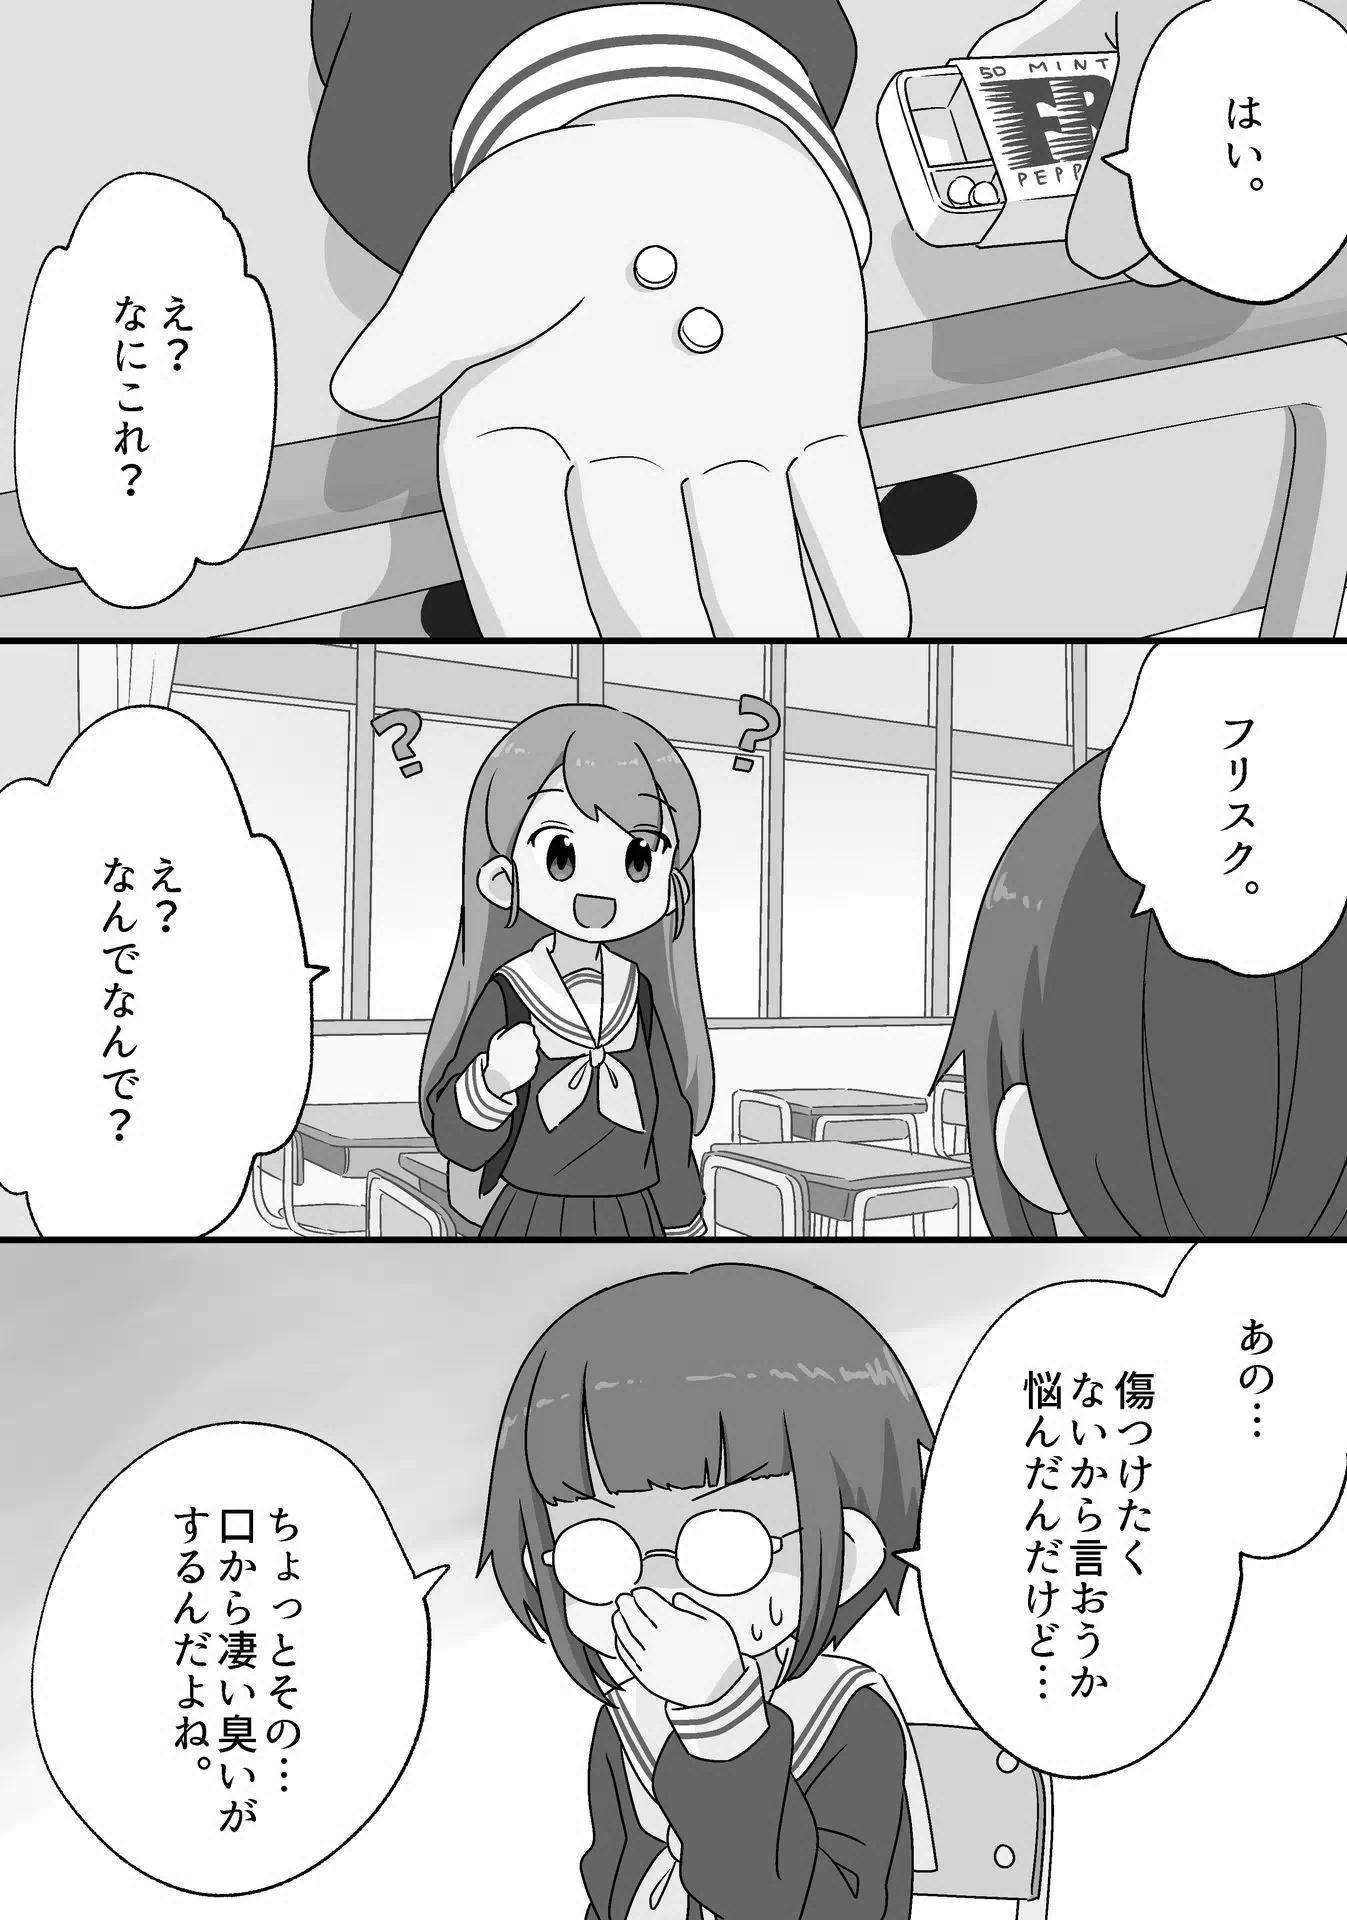 はい。
50 MINT
FR
PEPP
え？
なにこれ？
フリスク。
え？
なんでなんで？
あの…
傷つけたく
ないから言おうか
悩んだんだけど…
ちょっとその…
口から凄い臭いが
するんだよね。